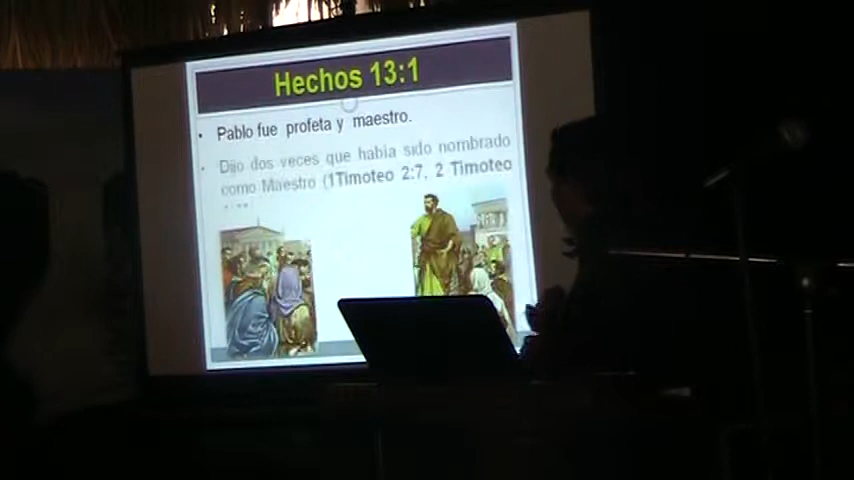 Hechos 13:1
• Pablo fue profeta y maestro.
• Dijo dos veces que había sido nombrado
como Maestro (1Timoteo 2:7, 2 Timoteo